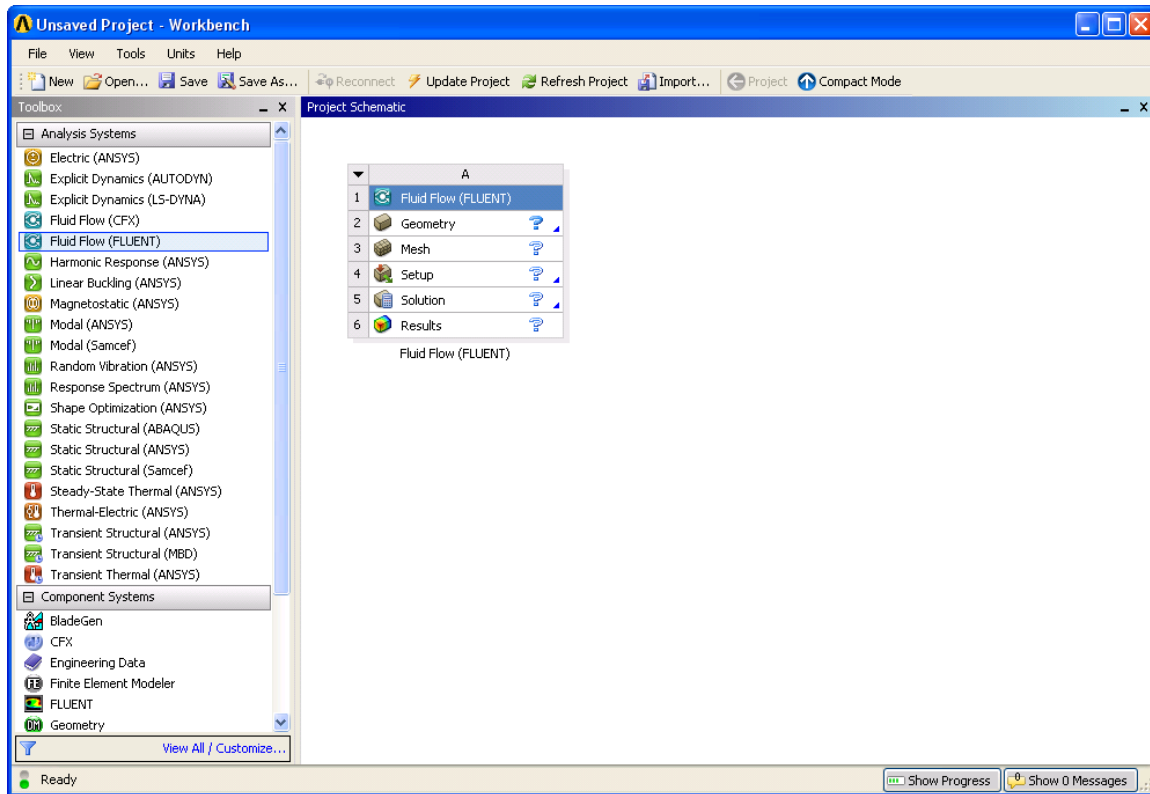 Unsaved Project - Workbench
File View Tools Units Help
New Open... Save Save As... Reconnect Update Project Refresh Project Import... Project Compact Mode
Toolbox
Project Schematic
Analysis Systems
Electric (ANSYS)
Explicit Dynamics (AUTODYN)
Explicit Dynamics (LS-DYNA)
Fluid Flow (CFX)
Fluid Flow (FLUENT)
Harmonic Response (ANSYS)
Linear Buckling (ANSYS)
Magnetostatic (ANSYS)
Modal (ANSYS)
Modal (Samcef)
Random Vibration (ANSYS)
Response Spectrum (ANSYS)
Shape Optimization (ANSYS)
Static Structural (ABAQUS)
Static Structural (ANSYS)
Static Structural (Samcef)
Steady-State Thermal (ANSYS)
Thermal-Electric (ANSYS)
Transient Structural (ANSYS)
Transient Structural (MBD)
Transient Thermal (ANSYS)
Component Systems
BladeGen
CFX
Engineering Data
FE Finite Element Modeler
FLUENT
DM Geometry
View All / Customize...
A
1 Fluid Flow (FLUENT)
2 Geometry ?
3 Mesh ?
4 Setup ?
5 Solution ?
6 Results ?
Fluid Flow (FLUENT)
Ready
Show Progress
0 Show 0 Messages